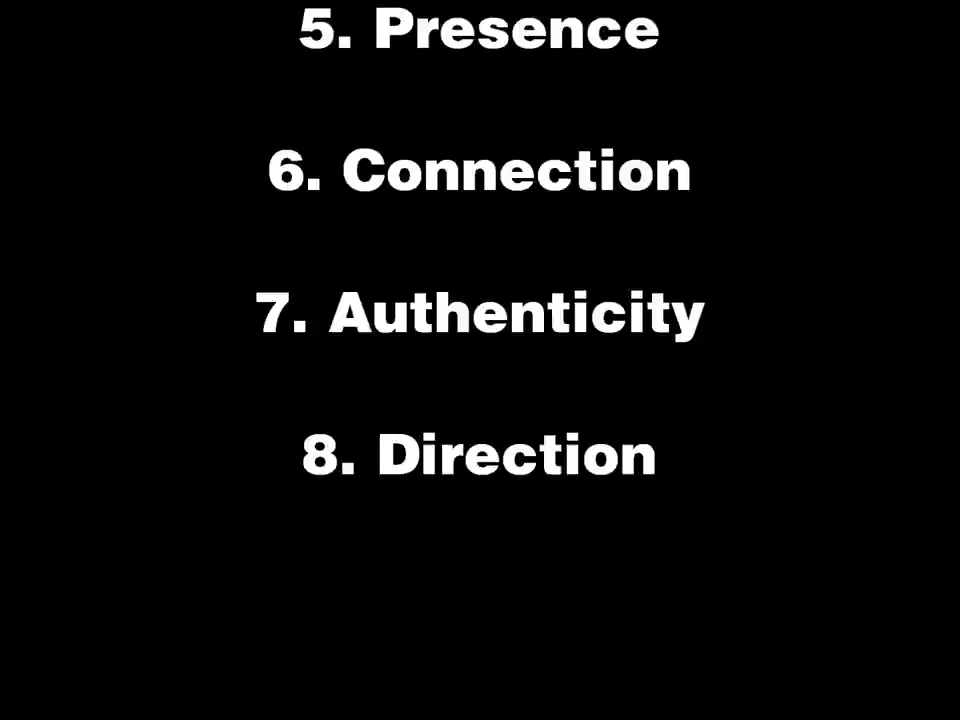 5. Presence
6. Connection
7. Authenticity
8. Direction